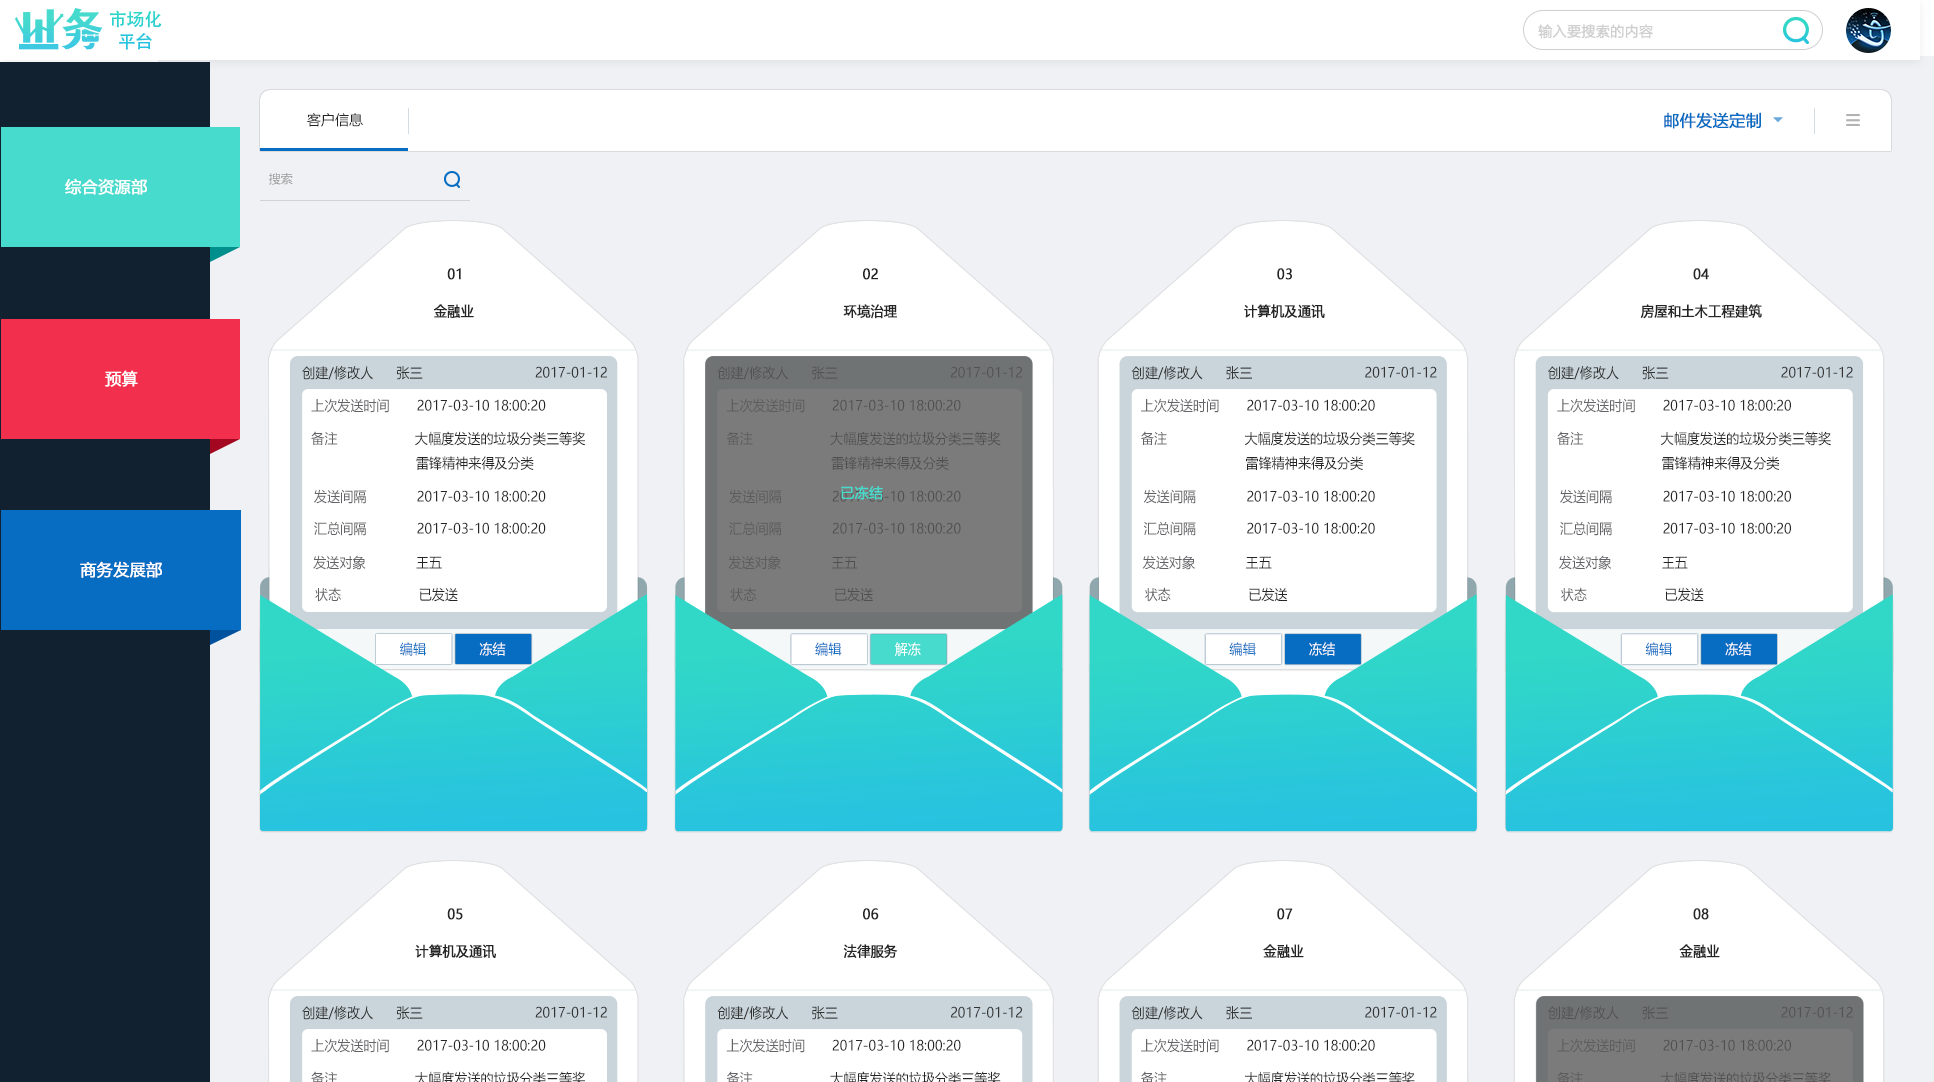 业务 市场化
平台
输入要搜索的内容
综合资源部
预算
商务发展部
客户信息
邮件发送定制
搜索
01
金融业
创建/修改人 张三 2017-01-12
上次发送时间 2017-03-10 18:00:20
备注 大幅度发送的垃圾分类三等奖
雷锋精神来得及分类
发送间隔 2017-03-10 18:00:20
汇总间隔 2017-03-10 18:00:20
发送对象 王五
状态 已发送
编辑 冻结
02
环境治理
创建/修改人 张三 2017-01-12
上次发送时间 2017-03-10 18:00:20
备注 大幅度发送的垃圾分类三等奖
雷锋精神来得及分类
已冻结
发送间隔 2017-03-10 18:00:20
汇总间隔 2017-03-10 18:00:20
发送对象 王五
状态 已发送
编辑 解冻
03
计算机及通讯
创建/修改人 张三 2017-01-12
上次发送时间 2017-03-10 18:00:20
备注 大幅度发送的垃圾分类三等奖
雷锋精神来得及分类
发送间隔 2017-03-10 18:00:20
汇总间隔 2017-03-10 18:00:20
发送对象 王五
状态 已发送
编辑 冻结
04
房屋和土木工程建筑
创建/修改人 张三 2017-01-12
上次发送时间 2017-03-10 18:00:20
备注 大幅度发送的垃圾分类三等奖
雷锋精神来得及分类
发送间隔 2017-03-10 18:00:20
汇总间隔 2017-03-10 18:00:20
发送对象 王五
状态 已发送
编辑 冻结
05
计算机及通讯
创建/修改人 张三 2017-01-12
上次发送时间 2017-03-10 18:00:20
备注 大幅度发送的垃圾分类三等奖
06
法律服务
创建/修改人 张三 2017-01-12
上次发送时间 2017-03-10 18:00:20
备注 大幅度发送的垃圾分类三等奖
07
金融业
创建/修改人 张三 2017-01-12
上次发送时间 2017-03-10 18:00:20
备注 大幅度发送的垃圾分类三等奖
08
金融业
创建/修改人 张三 2017-01-12
上次发送时间 2017-03-10 18:00:20
备注 大幅度发送的垃圾分类三等奖